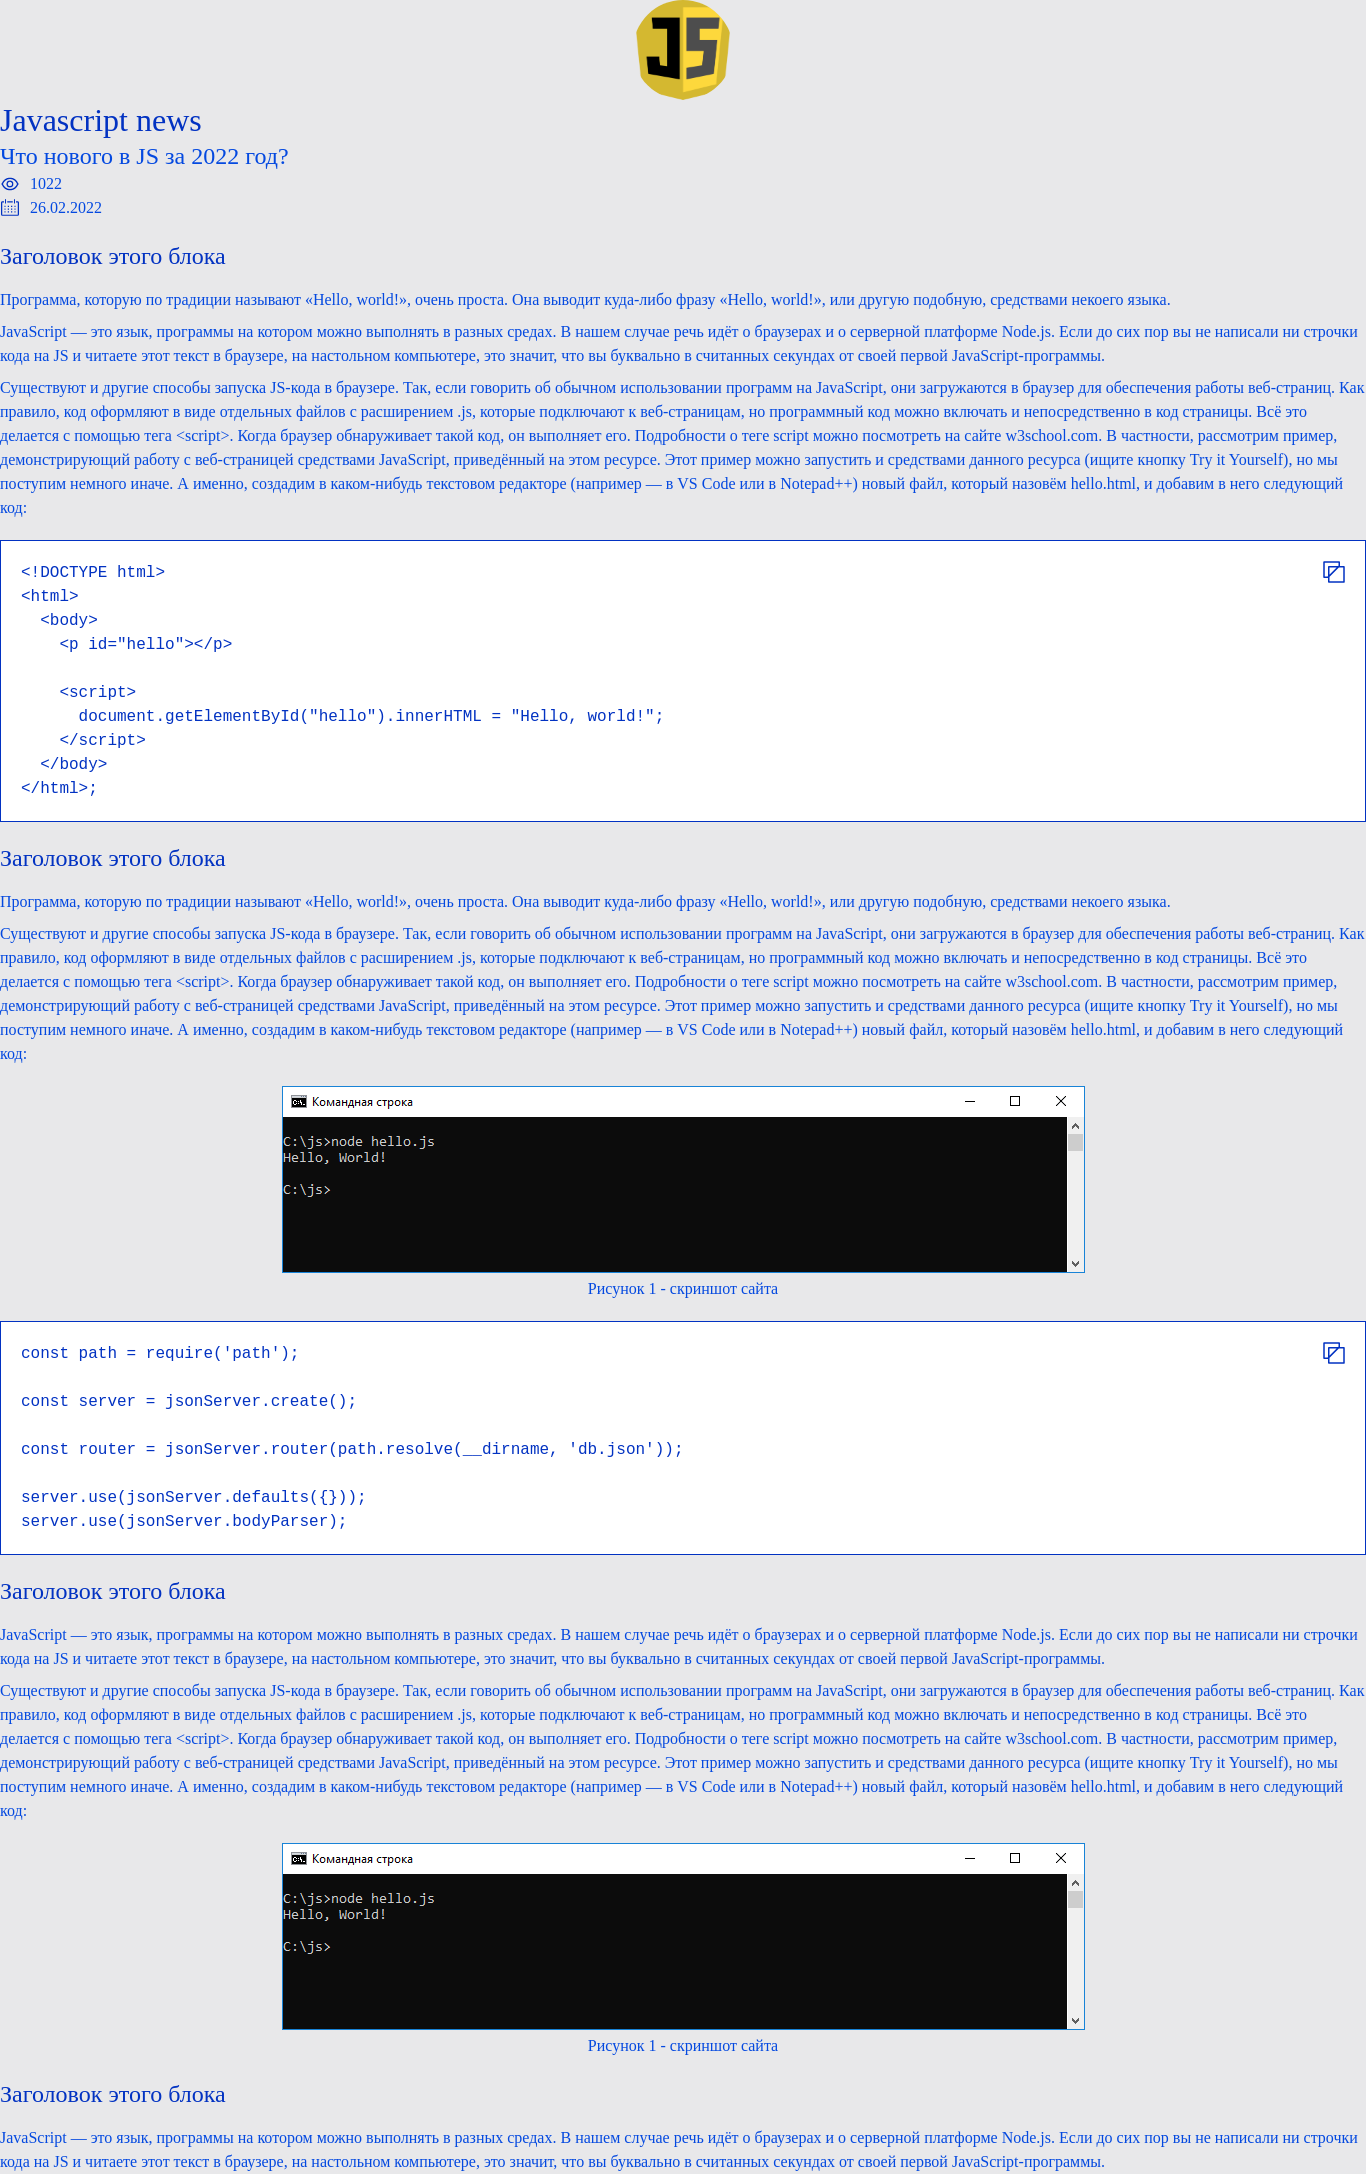 JS
Javascript news
Что нового в JS за 2022 год?
1022
26.02.2022
Заголовок этого блока
Программа, которую по традиции называют «Hello, world!», очень проста. Она выводит куда-либо фразу «Hello, world!», или другую подобную, средствами некоего языка.
JavaScript — это язык, программы на котором можно выполнять в разных средах. В нашем случае речь идёт о браузерах и о серверной платформе Node.js. Если до сих пор вы не написали ни строчки
кода на JS и читаете этот текст в браузере, на настольном компьютере, это значит, что вы буквально в считанных секундах от своей первой JavaScript-программы.
Существуют и другие способы запуска JS-кода в браузере. Так, если говорить об обычном использовании программ на JavaScript, они загружаются в браузер для обеспечения работы веб-страниц. Как
правило, код оформляют в виде отдельных файлов с расширением .js, которые подключают к веб-страницам, но программный код можно включать и непосредственно в код страницы. Всё это
делается с помощью тега <script>. Когда браузер обнаруживает такой код, он выполняет его. Подробности о теге script можно посмотреть на сайте w3school.com. В частности, рассмотрим пример,
демонстрирующий работу с веб-страницей средствами JavaScript, приведённый на этом ресурсе. Этот пример можно запустить и средствами данного ресурса (ищите кнопку Try it Yourself), но мы
поступим немного иначе. А именно, создадим в каком-нибудь текстовом редакторе (например — в VS Code или в Notepad++) новый файл, который назовём hello.html, и добавим в него следующий
код:
<!DOCTYPE html>
<html>
  <body>
    <p id="hello"></p>

    <script>
      document.getElementById("hello").innerHTML = "Hello, world!";
    </script>
  </body>
</html>;
Заголовок этого блока
Программа, которую по традиции называют «Hello, world!», очень проста. Она выводит куда-либо фразу «Hello, world!», или другую подобную, средствами некоего языка.
Существуют и другие способы запуска JS-кода в браузере. Так, если говорить об обычном использовании программ на JavaScript, они загружаются в браузер для обеспечения работы веб-страниц. Как
правило, код оформляют в виде отдельных файлов с расширением .js, которые подключают к веб-страницам, но программный код можно включать и непосредственно в код страницы. Всё это
делается с помощью тега <script>. Когда браузер обнаруживает такой код, он выполняет его. Подробности о теге script можно посмотреть на сайте w3school.com. В частности, рассмотрим пример,
демонстрирующий работу с веб-страницей средствами JavaScript, приведённый на этом ресурсе. Этот пример можно запустить и средствами данного ресурса (ищите кнопку Try it Yourself), но мы
поступим немного иначе. А именно, создадим в каком-нибудь текстовом редакторе (например — в VS Code или в Notepad++) новый файл, который назовём hello.html, и добавим в него следующий
код:
Командная строка
C:\js>node hello.js
Hello, World!
C:\js>
Рисунок 1 - скриншот сайта
const path = require('path');

const server = jsonServer.create();

const router = jsonServer.router(path.resolve(__dirname, 'db.json'));

server.use(jsonServer.defaults({}));
server.use(jsonServer.bodyParser);
Заголовок этого блока
JavaScript — это язык, программы на котором можно выполнять в разных средах. В нашем случае речь идёт о браузерах и о серверной платформе Node.js. Если до сих пор вы не написали ни строчки
кода на JS и читаете этот текст в браузере, на настольном компьютере, это значит, что вы буквально в считанных секундах от своей первой JavaScript-программы.
Существуют и другие способы запуска JS-кода в браузере. Так, если говорить об обычном использовании программ на JavaScript, они загружаются в браузер для обеспечения работы веб-страниц. Как
правило, код оформляют в виде отдельных файлов с расширением .js, которые подключают к веб-страницам, но программный код можно включать и непосредственно в код страницы. Всё это
делается с помощью тега <script>. Когда браузер обнаруживает такой код, он выполняет его. Подробности о теге script можно посмотреть на сайте w3school.com. В частности, рассмотрим пример,
демонстрирующий работу с веб-страницей средствами JavaScript, приведённый на этом ресурсе. Этот пример можно запустить и средствами данного ресурса (ищите кнопку Try it Yourself), но мы
поступим немного иначе. А именно, создадим в каком-нибудь текстовом редакторе (например — в VS Code или в Notepad++) новый файл, который назовём hello.html, и добавим в него следующий
код:
Командная строка
C:\js>node hello.js
Hello, World!
C:\js>
Рисунок 1 - скриншот сайта
Заголовок этого блока
JavaScript — это язык, программы на котором можно выполнять в разных средах. В нашем случае речь идёт о браузерах и о серверной платформе Node.js. Если до сих пор вы не написали ни строчки
кода на JS и читаете этот текст в браузере, на настольном компьютере, это значит, что вы буквально в считанных секундах от своей первой JavaScript-программы.